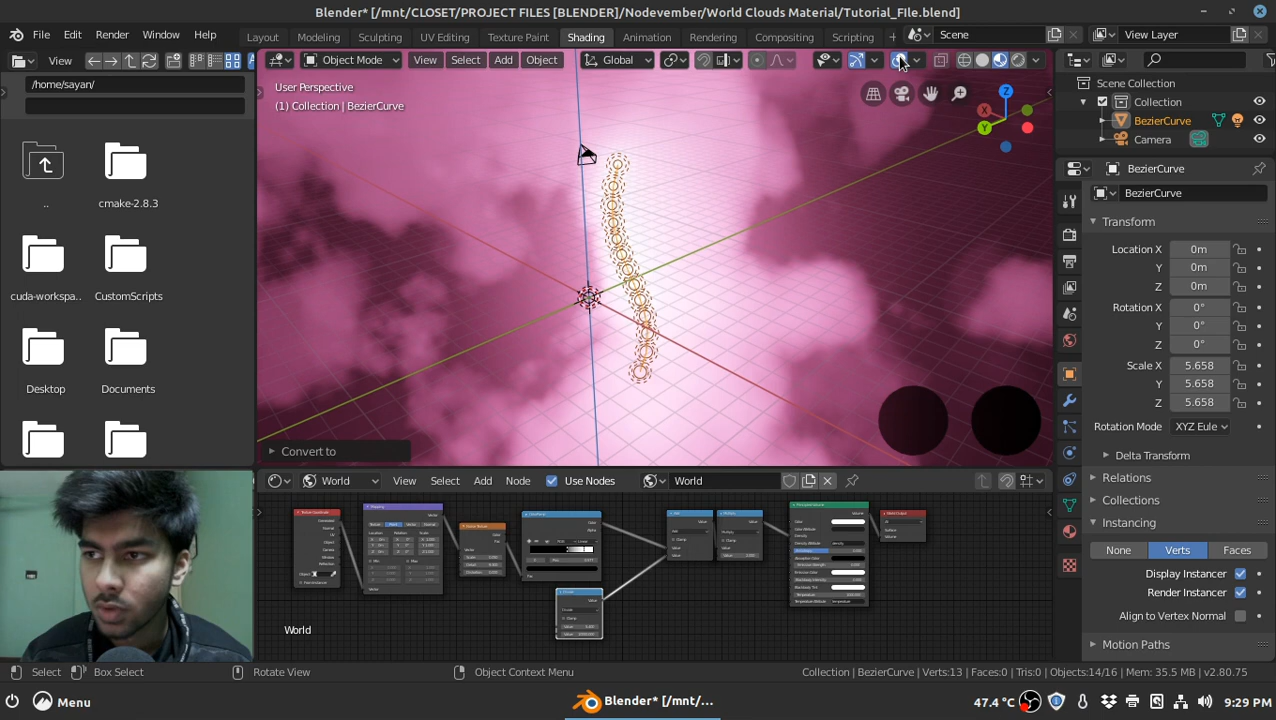 Blender* [/mnt/CLOSET/PROJECT FILES [BLENDER]/Nodevember/World Clouds Material/Tutorial_File.blend]
File Edit Render Window Help
Layout Modeling Sculpting UV Editing Texture Paint Shading Animation Rendering Compositing Scripting +
Scene
View Layer
View
Object Mode View Select Add Object Global
/home/sayan/
..
cmake-2.8.3
cuda-workspa..
CustomScripts
Desktop
Documents
User Perspective
(1) Collection | BezierCurve
Z
X
Y
Convert to
Scene Collection
Collection
BezierCurve
Camera
BezierCurve
BezierCurve
Transform
Location X 0m
Y 0m
Z 0m
Rotation X 0°
Y 0°
Z 0°
Scale X 5.658
Y 5.658
Z 5.658
Rotation Mode XYZ Eule
Delta Transform
Relations
Collections
Instancing
None Verts Faces
Display Instance
Render Instance
Align to Vertex Normal
Motion Paths
World View Select Add Node Use Nodes World
World
Select Box Select Rotate View Object Context Menu
Collection | BezierCurve | Verts:13 | Faces:0 | Tris:0 | Objects:14/16 | Mem: 35.5 MB | v2.80.75
Menu
Blender* [/mnt/...
47.4 °C
9:29 PM